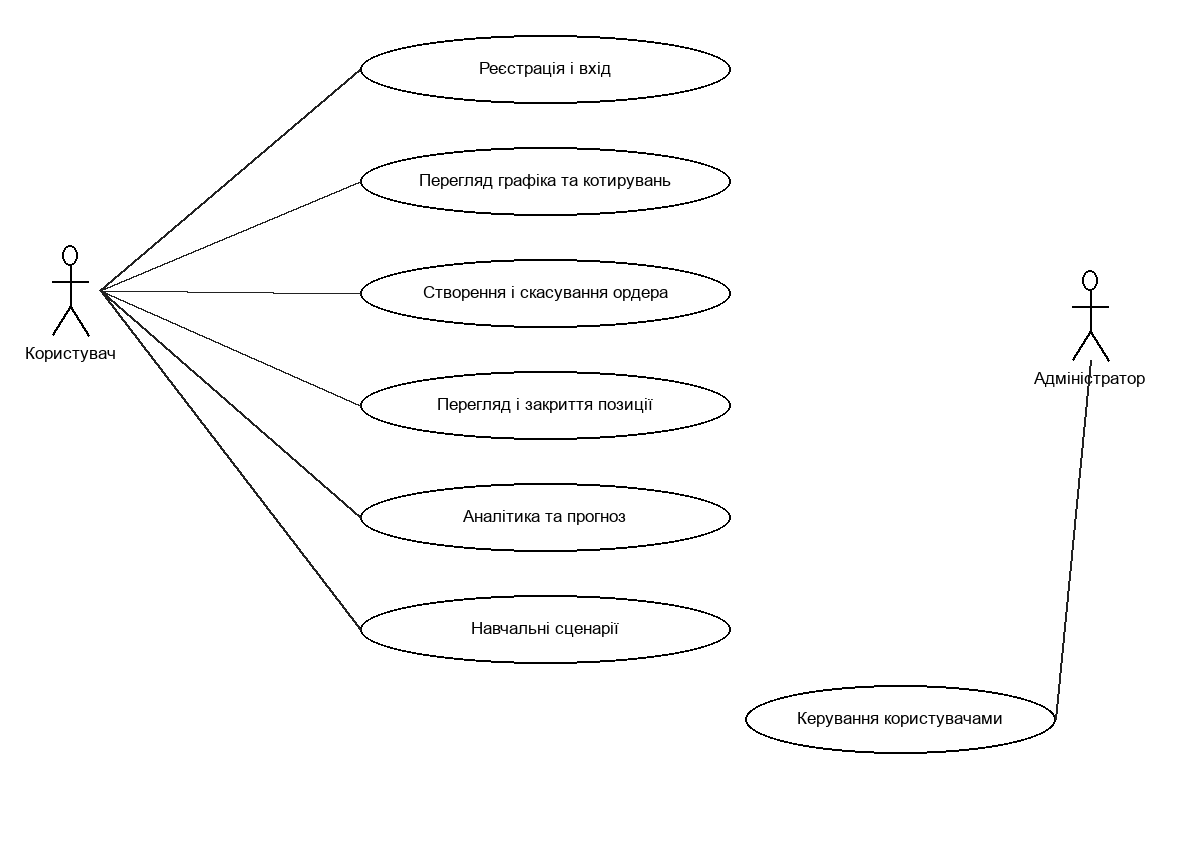 Реєстрація і вхід
Перегляд графіка та котирувань
Створення і скасування ордера
Користувач
Адміністратор
Перегляд і закриття позиції
Аналітика та прогноз
Навчальні сценарії
Керування користувачами